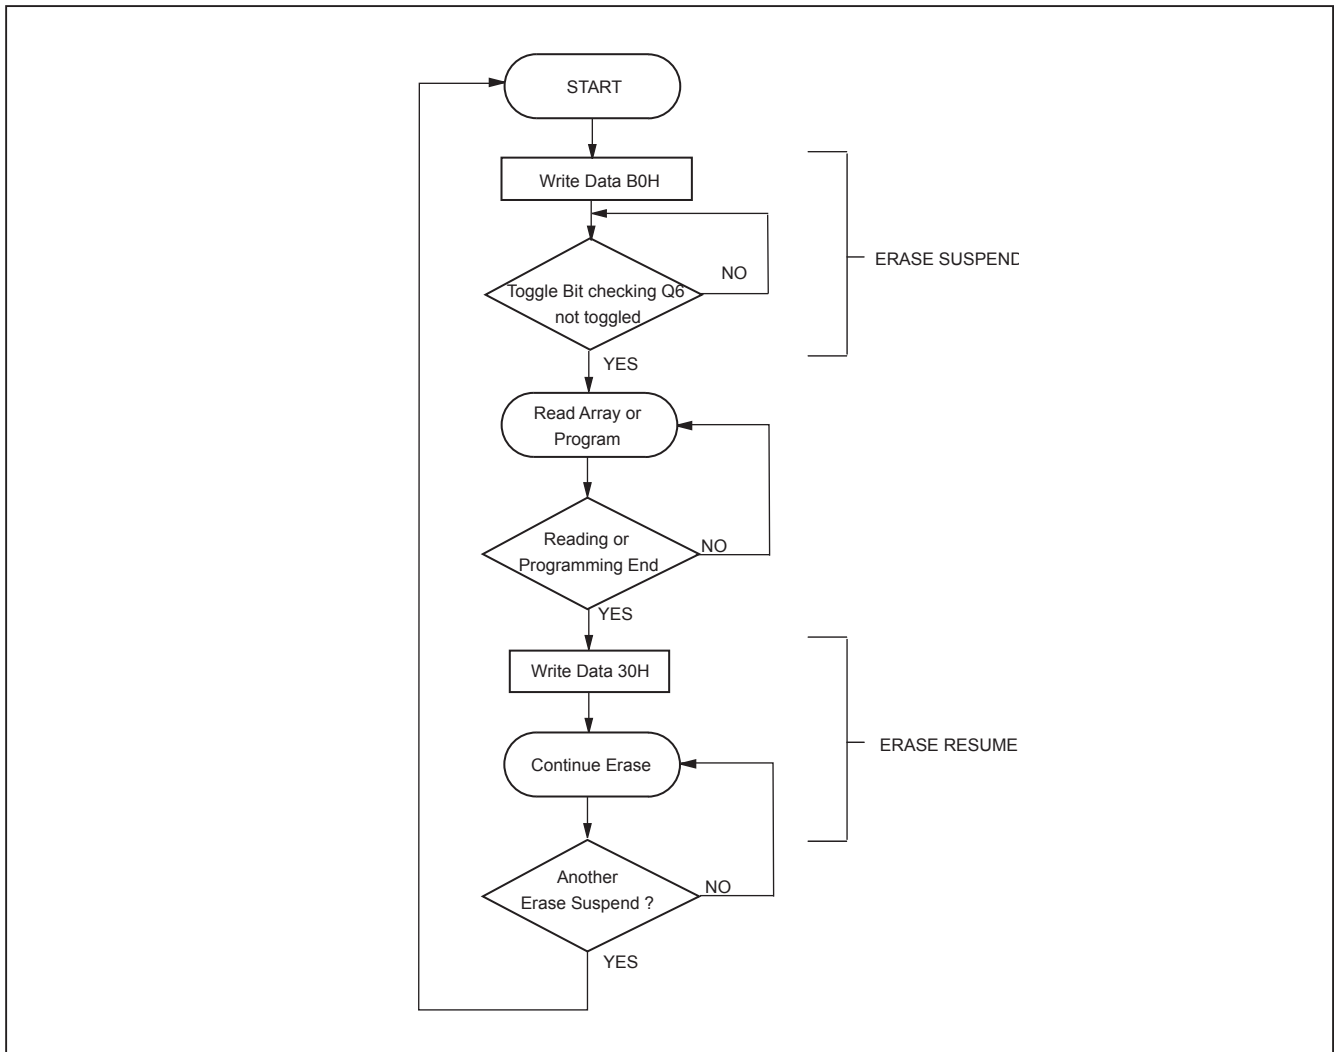 START
Write Data B0H
ERASE SUSPEND
NO
Toggle Bit checking Q6
not toggled
YES
Read Array or
Program
Reading or
NO
Programming End
YES
Write Data 30H
ERASE RESUME
Continue Erase
Another
NO
Erase Suspend ?
YES